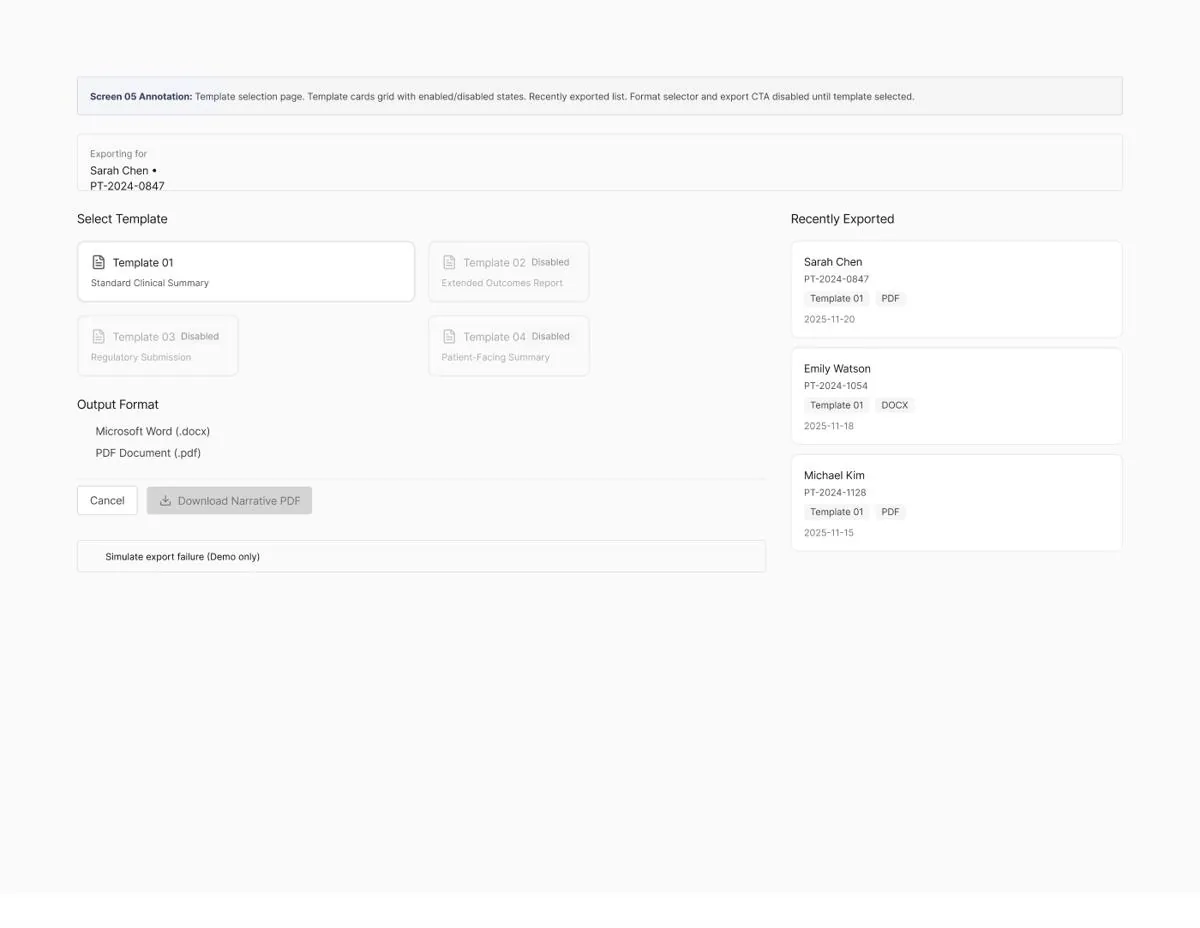 Screen 05 Annotation: Template selection page. Template cards grid with enabled/disabled states. Recently exported list. Format selector and export CTA disabled until template selected.
Exporting for
Sarah Chen •
PT-2024-0847
Select Template
Template 01
Standard Clinical Summary
Template 02 Disabled
Extended Outcomes Report
Template 03 Disabled
Regulatory Submission
Template 04 Disabled
Patient-Facing Summary
Output Format
Microsoft Word (.docx)
PDF Document (.pdf)
Cancel
Download Narrative PDF
Simulate export failure (Demo only)
Recently Exported
Sarah Chen
PT-2024-0847
Template 01 PDF
2025-11-20
Emily Watson
PT-2024-1054
Template 01 DOCX
2025-11-18
Michael Kim
PT-2024-1128
Template 01 PDF
2025-11-15